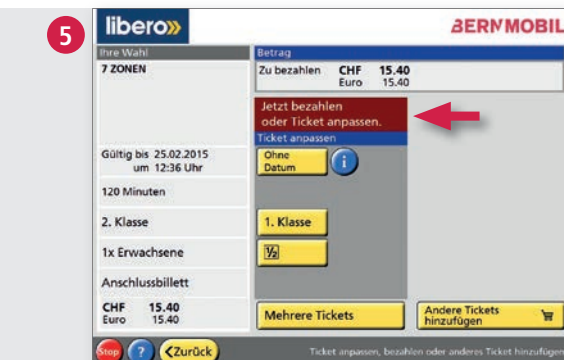 5
libero»
BERNMOBIL
Ihre Wahl
Betrag
7 ZONEN
Zu bezahlen CHF 15.40
Euro 15.40
Jetzt bezahlen
oder Ticket anpassen.
Ticket anpassen
Gültig bis 25.02.2015
um 12:36 Uhr
Ohne
Datum
i
120 Minuten
2. Klasse
1. Klasse
1x Erwachsene
1/2
Anschlussbillett
CHF 15.40
Euro 15.40
Mehrere Tickets
Andere Tickets
hinzufügen
Stop
?
<Zurück
Ticket anpassen, bezahlen oder anderes Ticket hinzufügen